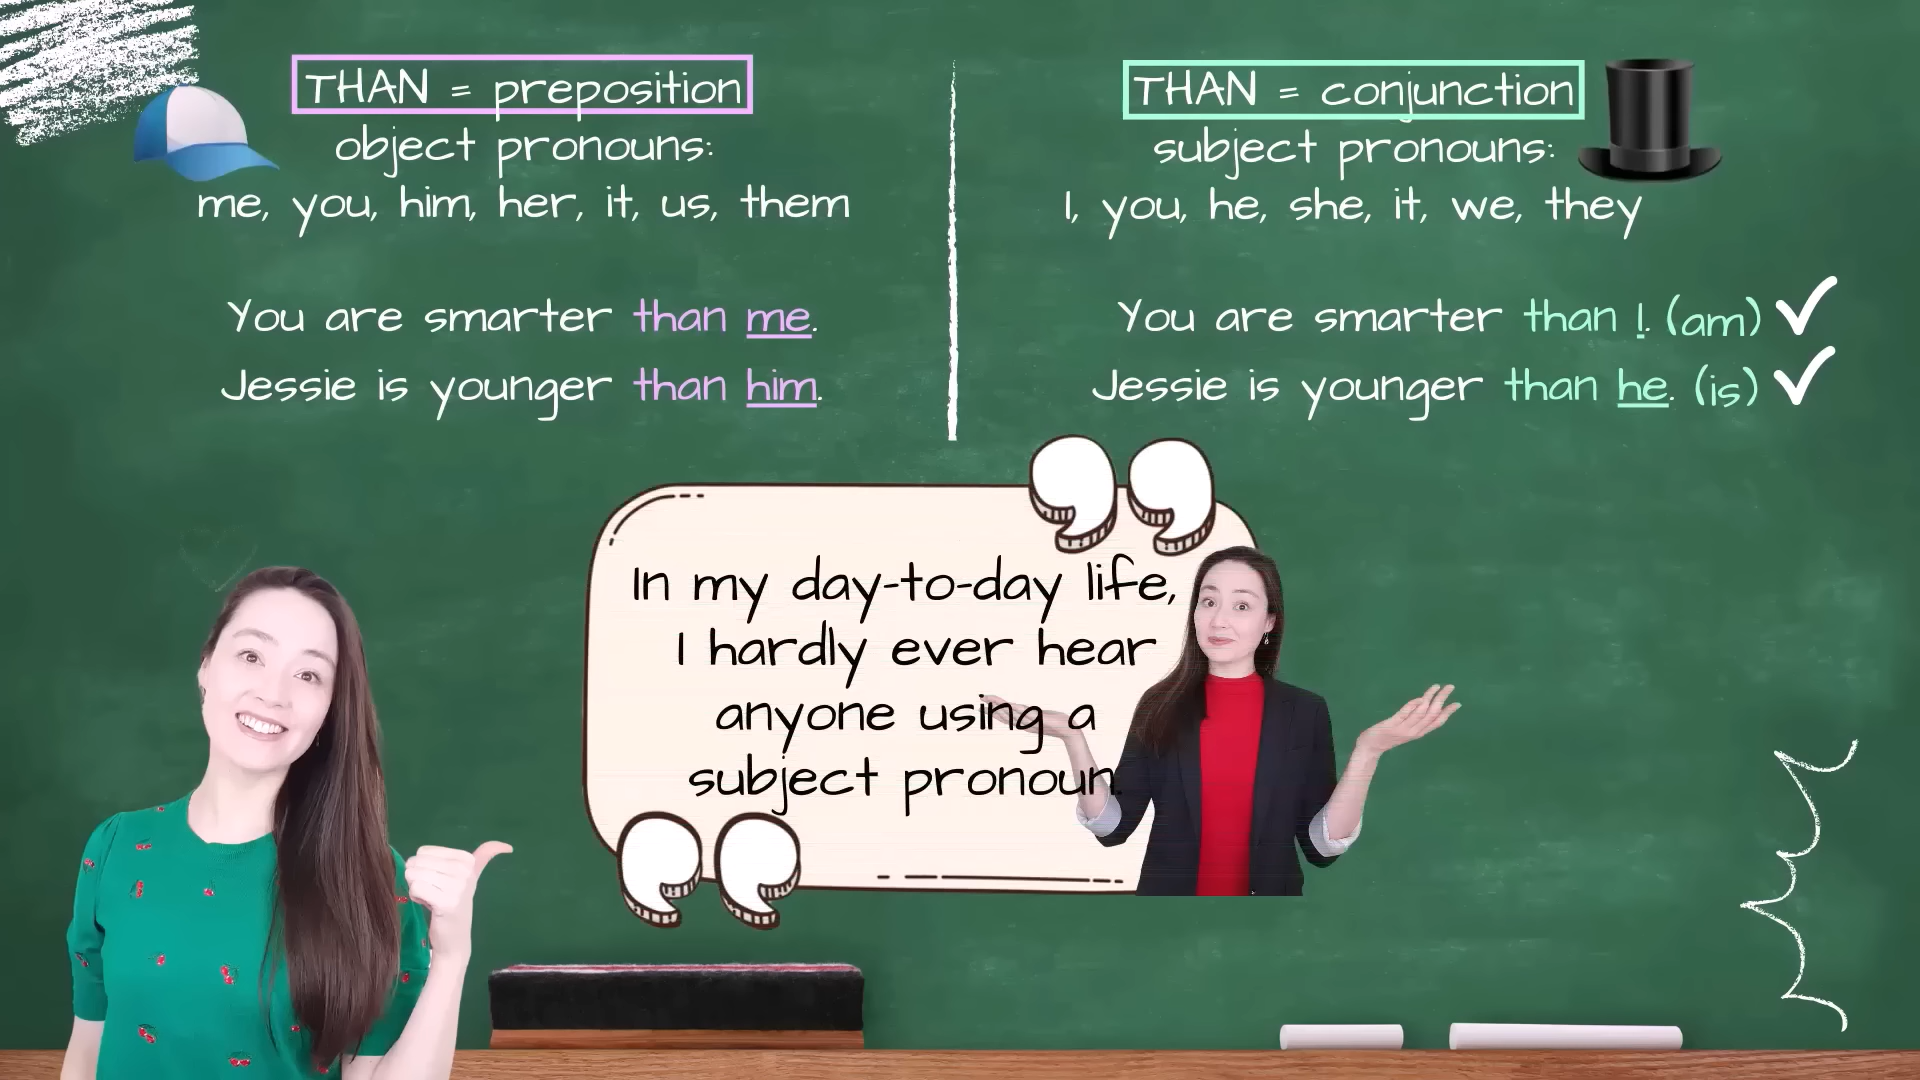 THAN = preposition
object pronouns:
me, you, him, her, it, us, them
You are smarter than me.
Jessie is younger than him.
THAN = conjunction
subject pronouns:
I, you, he, she, it, we, they
You are smarter than I. (am)
Jessie is younger than he. (is)
In my day-to-day life,
I hardly ever hear
anyone using a
subject pronoun.